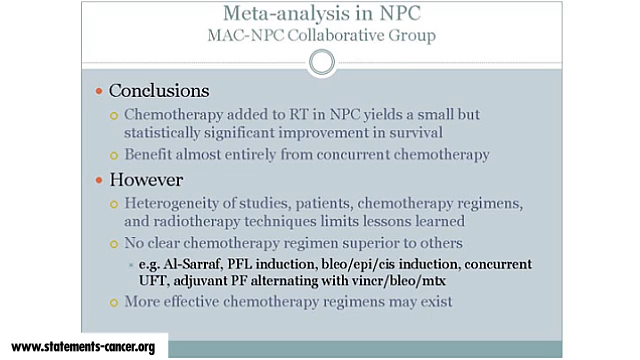 Meta-analysis in NPC
MAC-NPC Collaborative Group
Conclusions
Chemotherapy added to RT in NPC yields a small but
statistically significant improvement in survival
Benefit almost entirely from concurrent chemotherapy
However
Heterogeneity of studies, patients, chemotherapy regimens,
and radiotherapy techniques limits lessons learned
No clear chemotherapy regimen superior to others
e.g. Al-Sarraf, PFL induction, bleo/epi/cis induction, concurrent
UFT, adjuvant PF alternating with vincr/bleo/mtx
More effective chemotherapy regimens may exist
www.statements-cancer.org